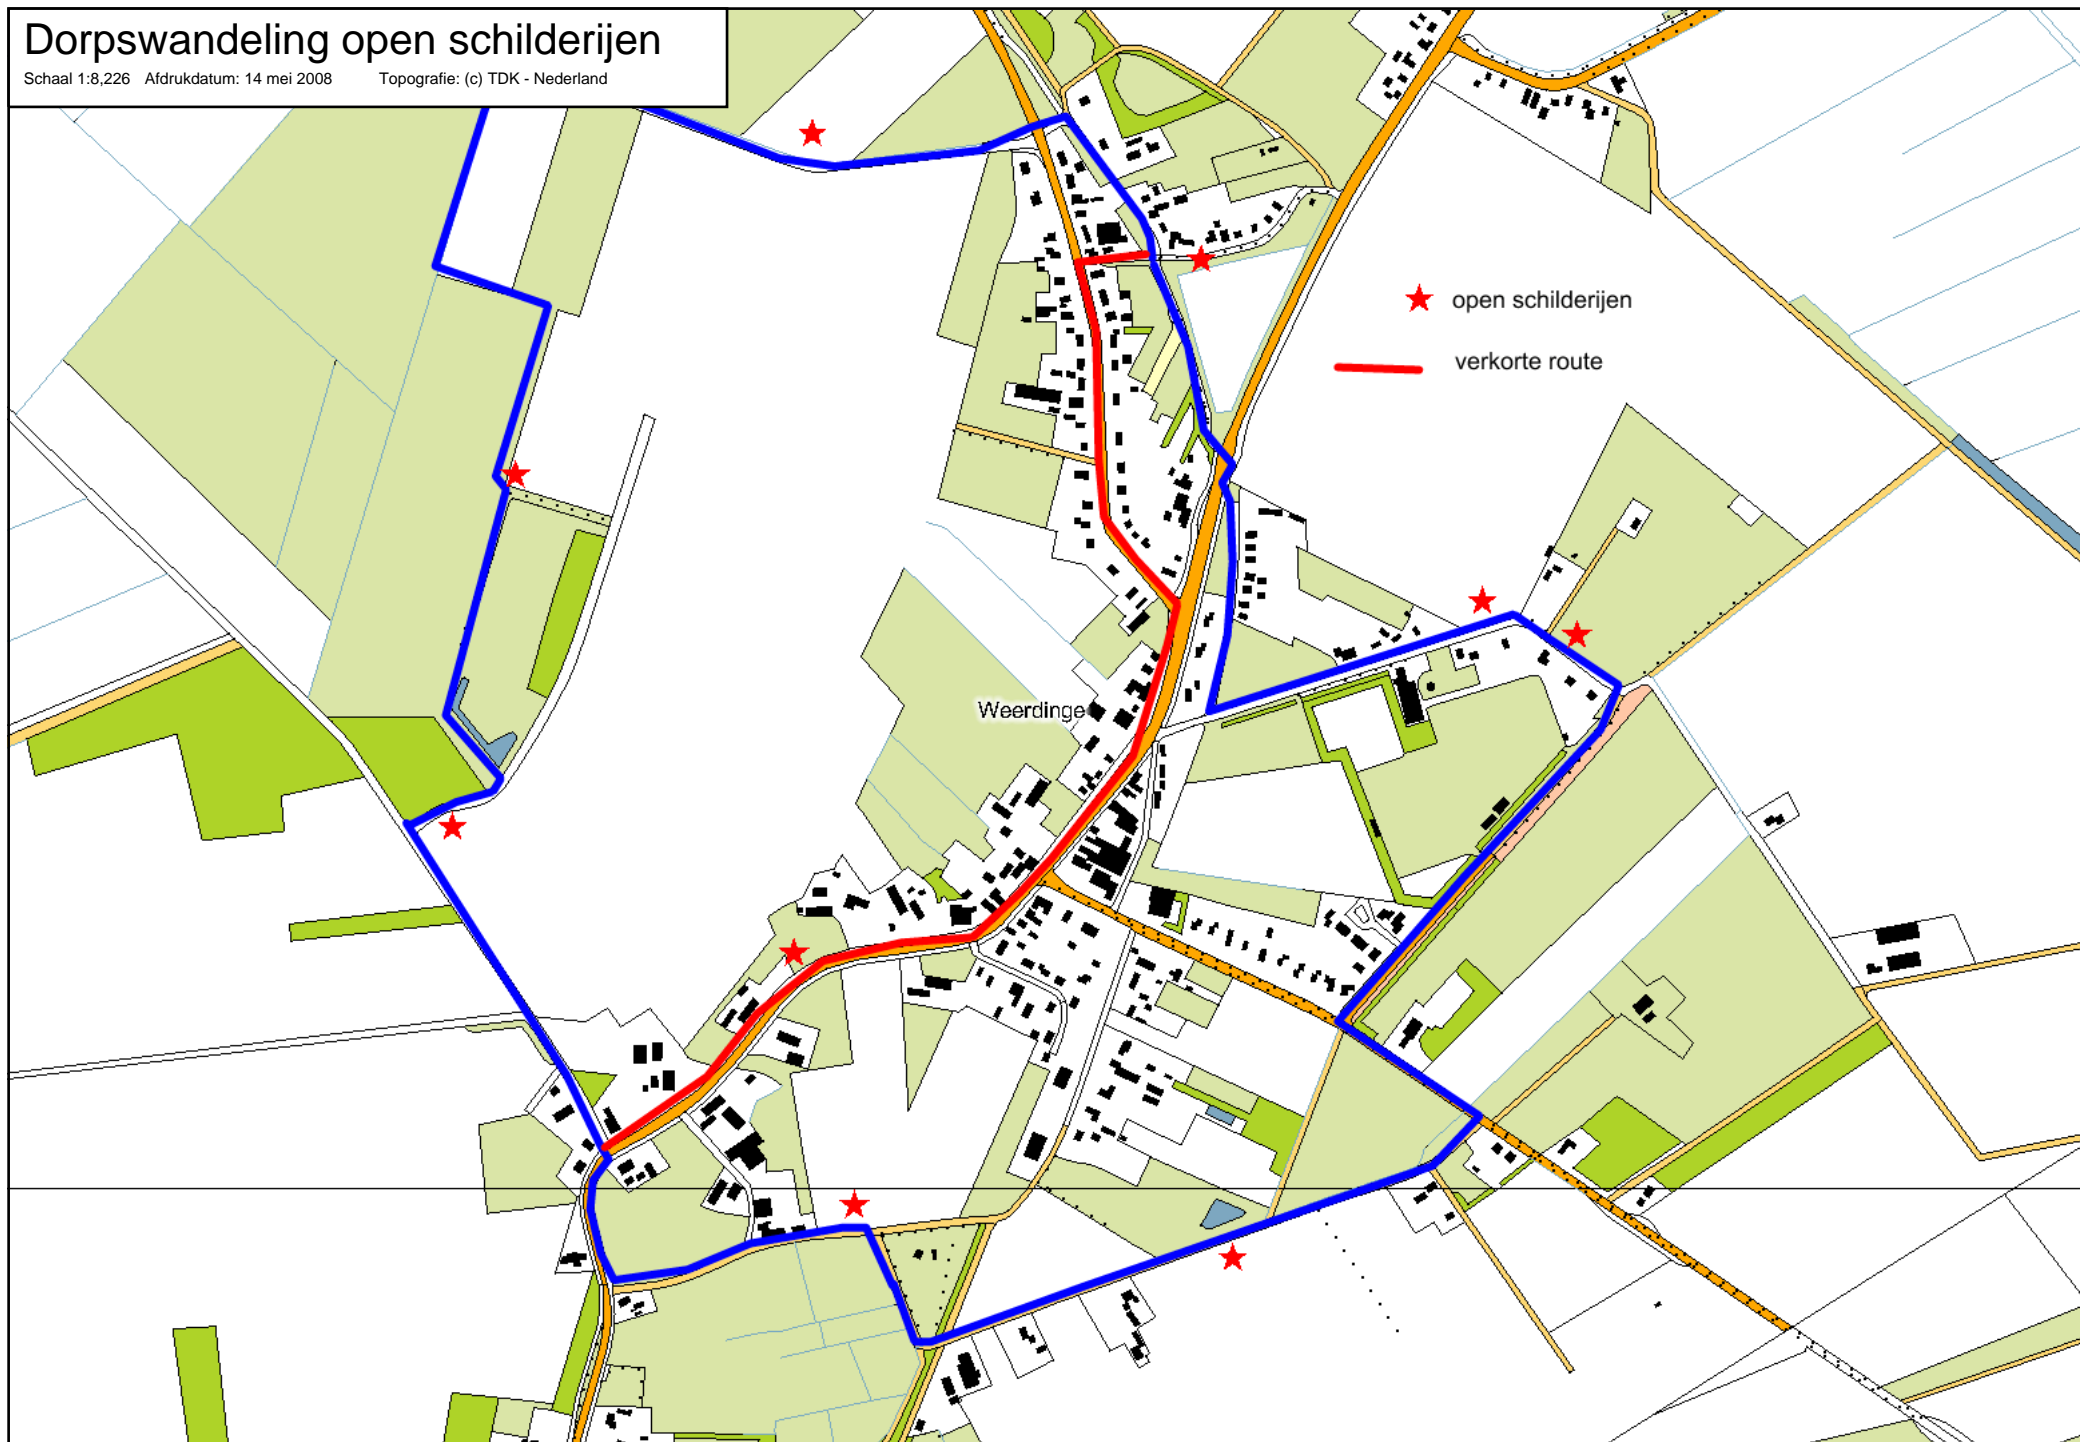 Dorpswandeling open schilderijen
Schaal 1:8,226 Afdrukdatum: 14 mei 2008 Topografie: (c) TDK - Nederland
open schilderijen
verkorte route
Weerdinge